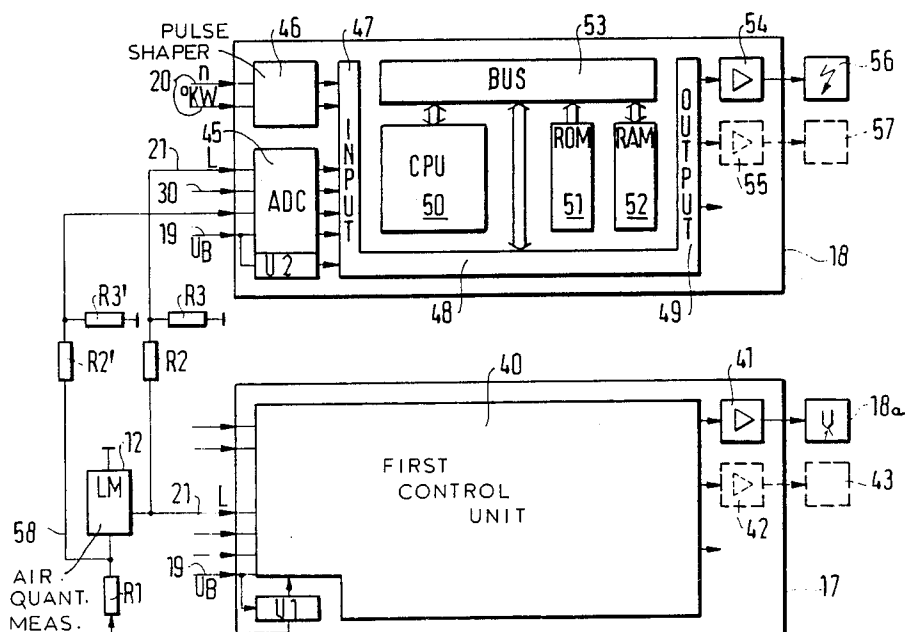 PULSE
SHAPER
46
47
53
54
n
20
°KW
BUS
56
INPUT
OUTPUT
21
L
45
ADC
CPU
50
ROM
51
RAM
52
55
57
30
19
UB
U2
18
48
49
R3'
R3
R2'
R2
40
41
18a
12
LM
FIRST
CONTROL
UNIT
21
L
42
43
58
19
UB
U1
17
AIR
QUANT.
MEAS.
R1